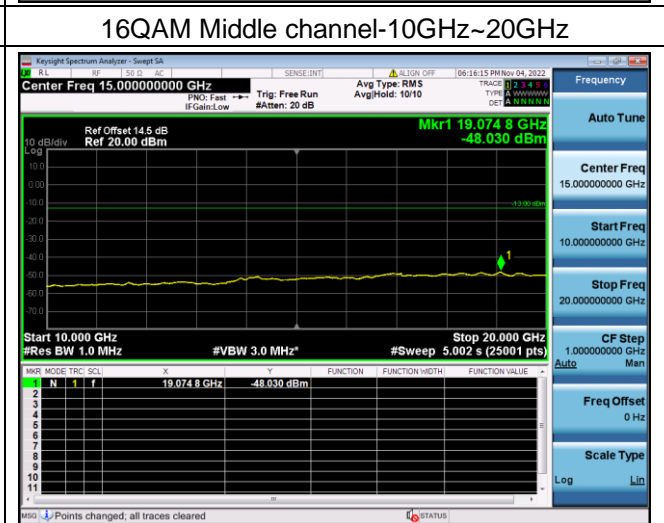 16QAM Middle channel-10GHz~20GHz
Keysight Spectrum Analyzer - Swept SA
RL RF 50 Ω AC SENSE:INT ALIGN OFF 06:16:15 PM Nov 04, 2022
Center Freq 15.000000000 GHz
PNO: Fast
IFGain:Low
Trig: Free Run
#Atten: 20 dB
Avg Type: RMS
Avg|Hold: 10/10
TRACE 1 2 3 4 5 6
TYPE A WWWWW
DET A N N N N N
Frequency
Auto Tune
Center Freq
15.000000000 GHz
Start Freq
10.000000000 GHz
Stop Freq
20.000000000 GHz
CF Step
1.000000000 GHz
Auto Man
Freq Offset
0 Hz
Scale Type
Log Lin
Mkr1 19.074 8 GHz
-48.030 dBm
Ref Offset 14.5 dB
10 dB/div Ref 20.00 dBm
Log
10.0
0.00
-10.0
-13.00 dBm
-20.0
-30.0
-40.0
1
-50.0
-60.0
-70.0
Start 10.000 GHz Stop 20.000 GHz
#Res BW 1.0 MHz #VBW 3.0 MHz* #Sweep 5.002 s (25001 pts)
MKR MODE TRC SCL X Y FUNCTION FUNCTION WIDTH FUNCTION VALUE
1 N 1 f 19.074 8 GHz -48.030 dBm
2
3
4
5
6
7
8
9
10
11
MSG Points changed; all traces cleared STATUS